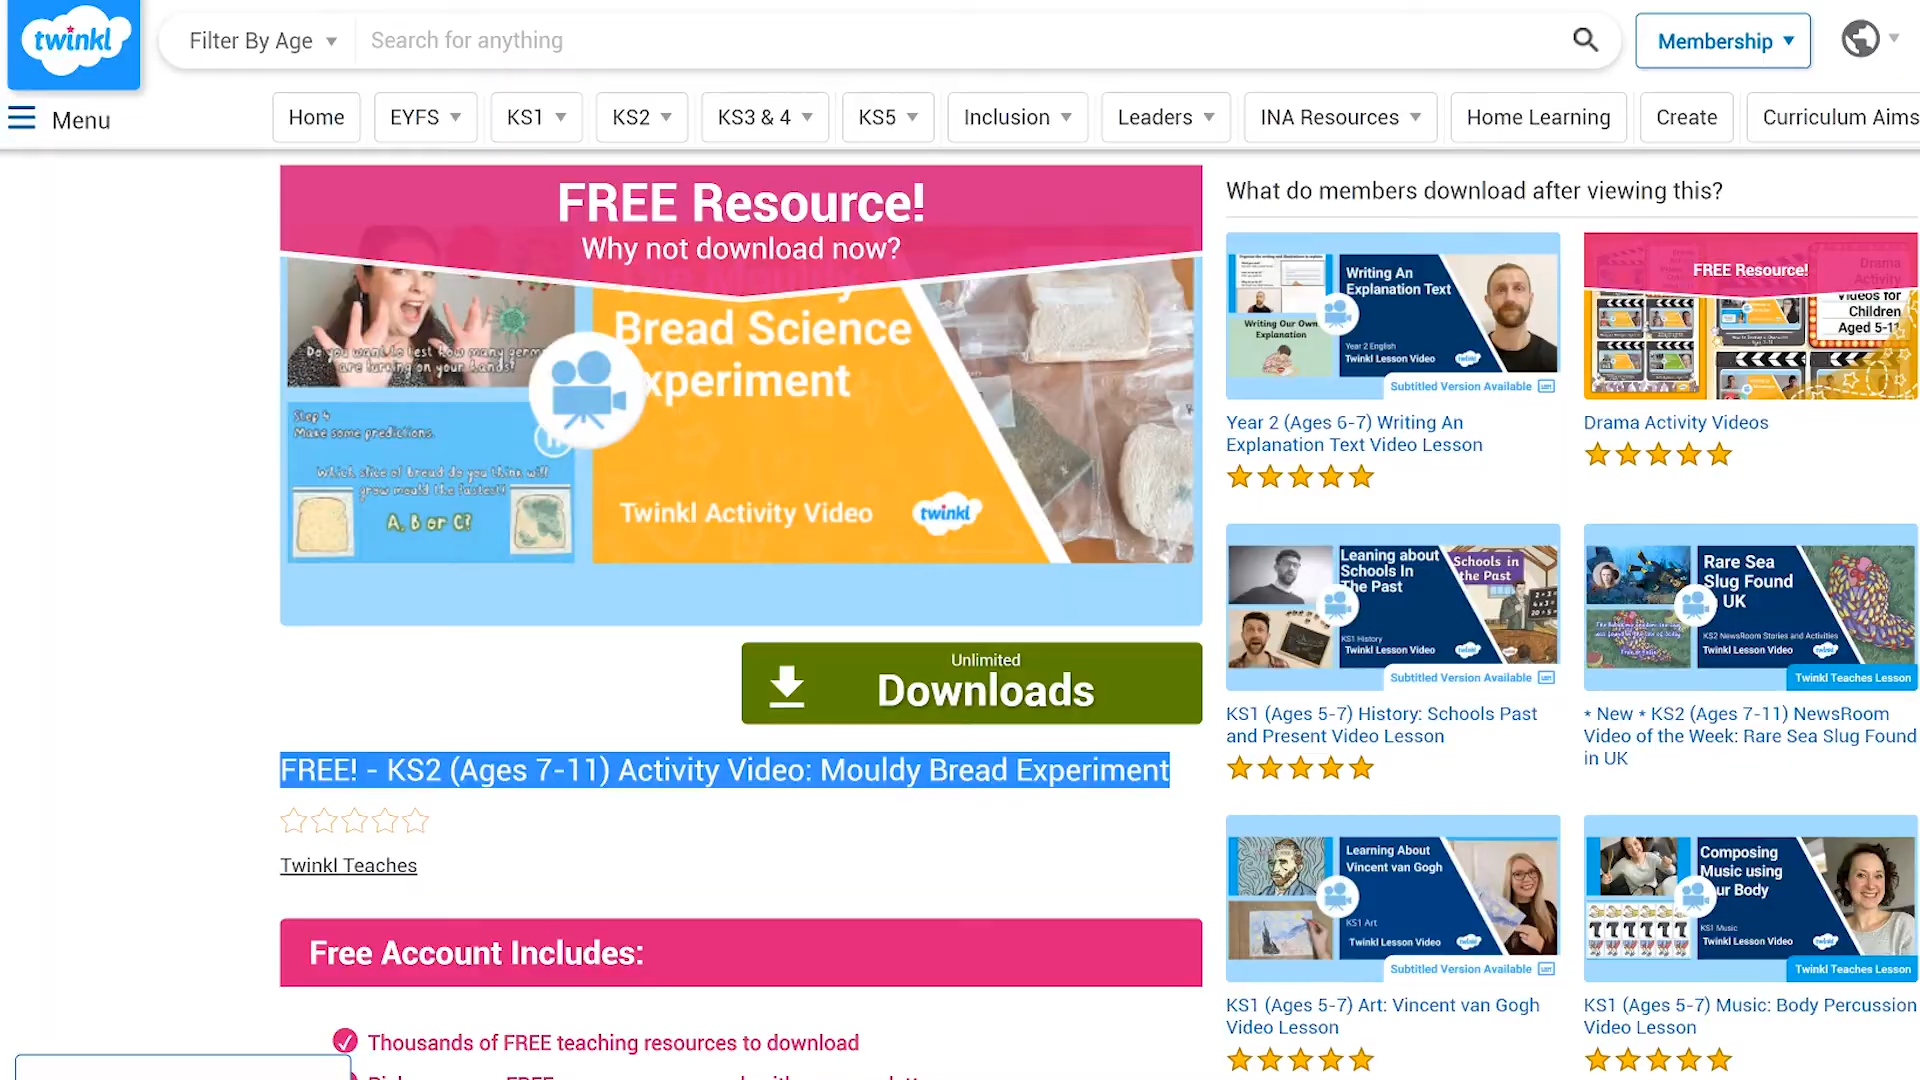 twinkl
Filter By Age
Search for anything
Membership
Menu
Home
EYFS
KS1
KS2
KS3 & 4
KS5
Inclusion
Leaders
INA Resources
Home Learning
Create
Curriculum Aims
FREE Resource!
Why not download now?
Do you want to test how many germs
are lurking on your hands?
Step 4
Make some predictions.
Which slice of bread do you think will
grow mould the fastest?
A, B or C?
Bread Science
xperiment
Twinkl Activity Video
twinkl
Unlimited
Downloads
FREE! - KS2 (Ages 7-11) Activity Video: Mouldy Bread Experiment
Twinkl Teaches
Free Account Includes:
Thousands of FREE teaching resources to download
What do members download after viewing this?
Writing An
Explanation Text
Writing Our Own
Explanation
Year 2 English
Twinkl Lesson Video
twinkl
Subtitled Version Available
Year 2 (Ages 6-7) Writing An
Explanation Text Video Lesson
FREE Resource!
Drama
Activity
Videos for
Children
Aged 5-11
Drama Activity Videos
Leaning about
Schools In
The Past
Schools in
the Past
KS1 History
Twinkl Lesson Video
twinkl
Subtitled Version Available
KS1 (Ages 5-7) History: Schools Past
and Present Video Lesson
Rare Sea
Slug Found
UK
KS2 NewsRoom Stories and Activities
Twinkl Lesson Video
twinkl
Twinkl Teaches Lesson
* New * KS2 (Ages 7-11) NewsRoom
Video of the Week: Rare Sea Slug Found
in UK
Learning About
Vincent van Gogh
KS1 Art
Twinkl Lesson Video
twinkl
Subtitled Version Available
KS1 (Ages 5-7) Art: Vincent van Gogh
Video Lesson
Composing
Music using
ur Body
KS1 Music
Twinkl Lesson Video
twinkl
Twinkl Teaches Lesson
KS1 (Ages 5-7) Music: Body Percussion
Video Lesson